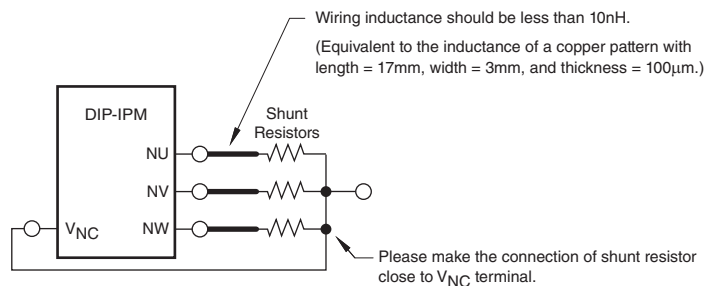 Wiring inductance should be less than 10nH.
(Equivalent to the inductance of a copper pattern with
length = 17mm, width = 3mm, and thickness = 100μm.)
DIP-IPM
Shunt
Resistors
NU
NV
VNC
NW
Please make the connection of shunt resistor
close to VNC terminal.